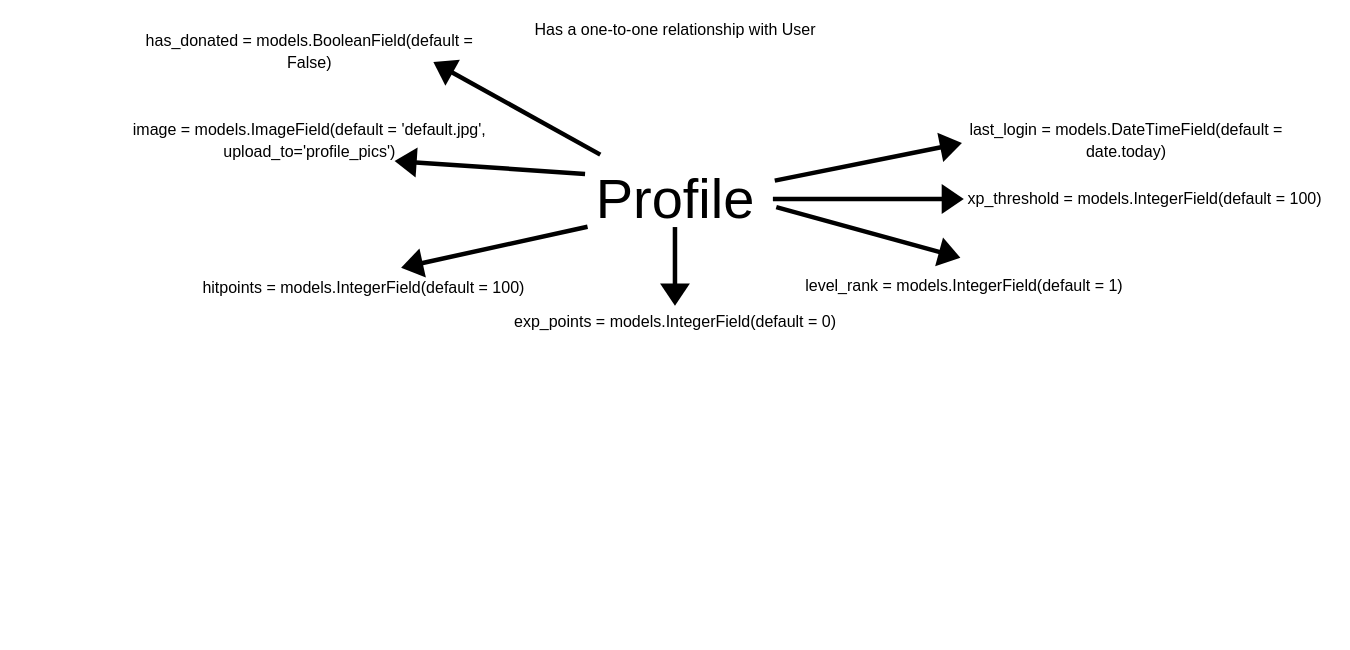 Has a one-to-one relationship with User
has_donated = models.BooleanField(default =
False)
image = models.ImageField(default = 'default.jpg',
upload_to='profile_pics')
last_login = models.DateTimeField(default =
date.today)
Profile
xp_threshold = models.IntegerField(default = 100)
hitpoints = models.IntegerField(default = 100)
level_rank = models.IntegerField(default = 1)
exp_points = models.IntegerField(default = 0)